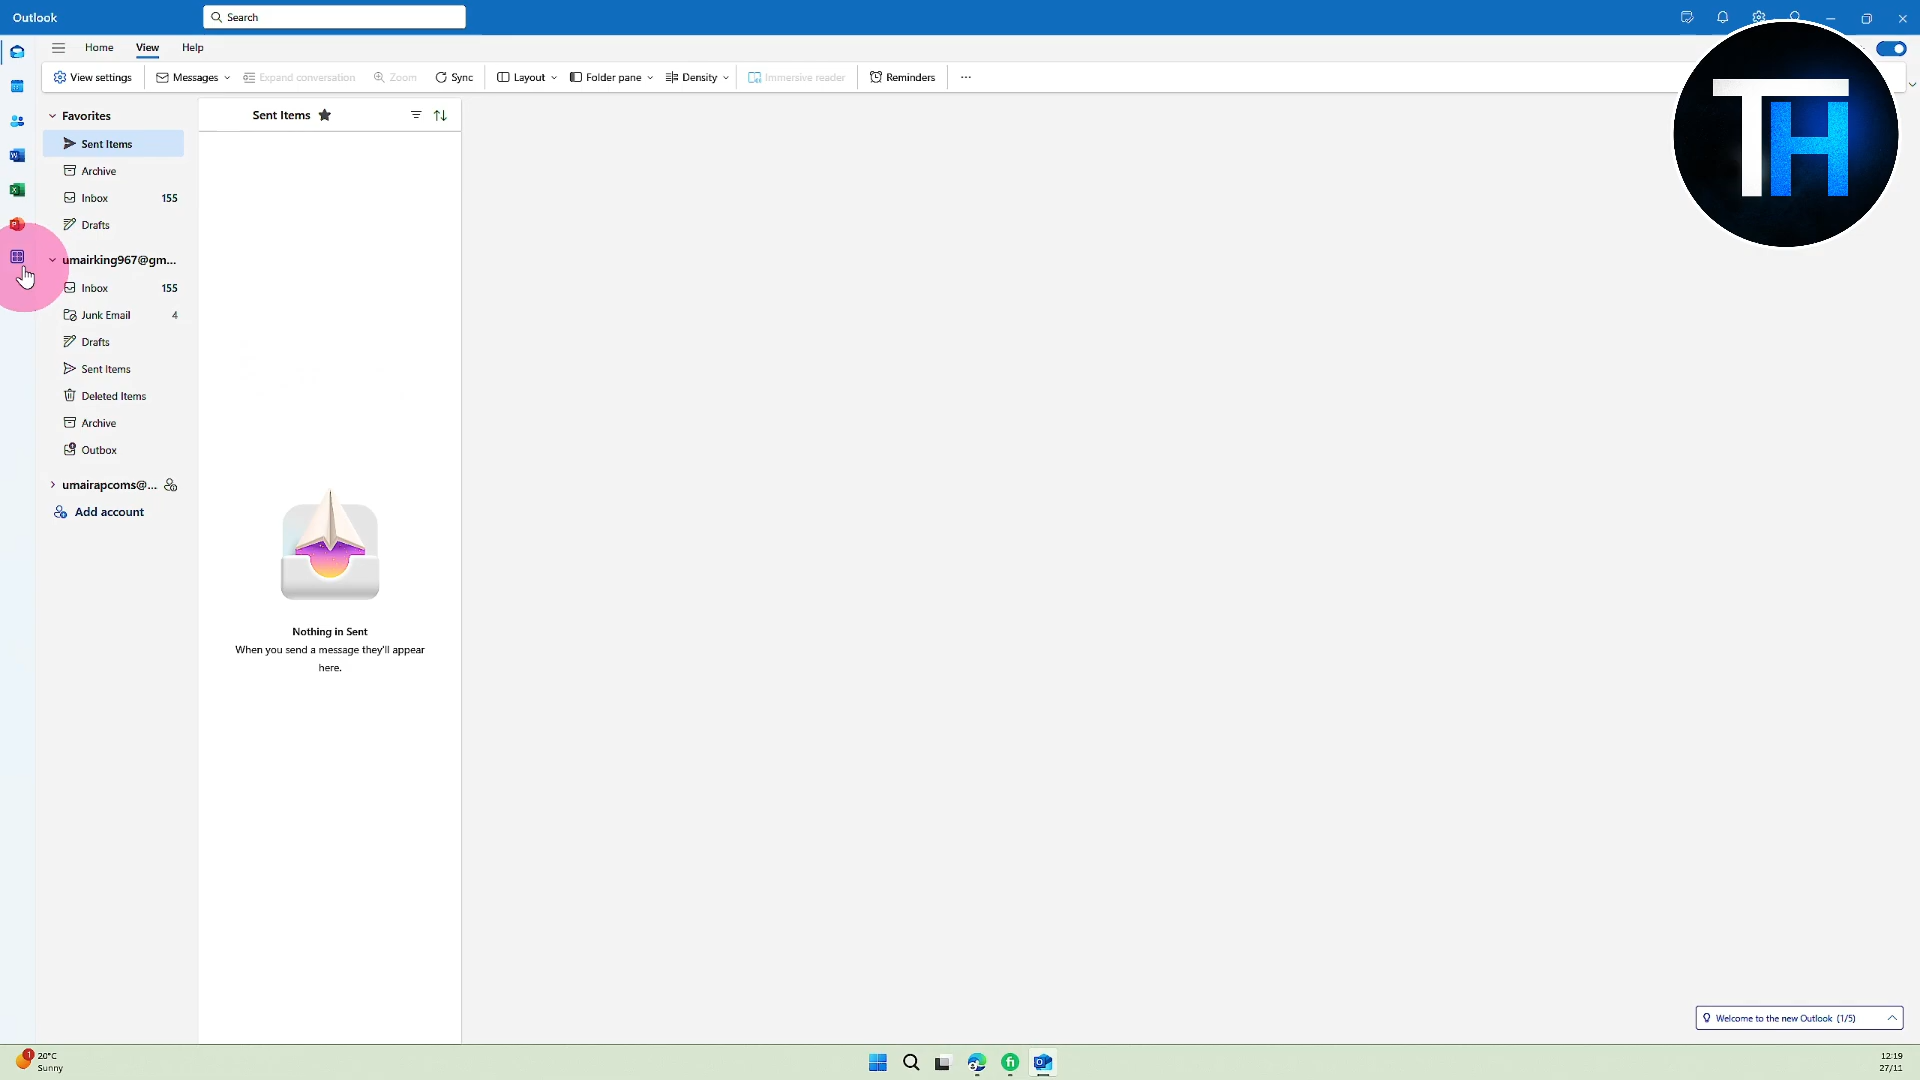 Outlook
Search
Home View Help
View settings Messages Expand conversation Zoom Sync Layout Folder pane Density Immersive reader Reminders ...
TH
Favorites
Sent Items
Archive
Inbox 155
Drafts
umairking967@gm...
Inbox 155
Junk Email 4
Drafts
Sent Items
Deleted Items
Archive
Outbox
umairapcoms@...
Add account
Sent Items
Nothing in Sent
When you send a message they'll appear
here.
Welcome to the new Outlook (1/5)
1
20°C
Sunny
12:19
27/11